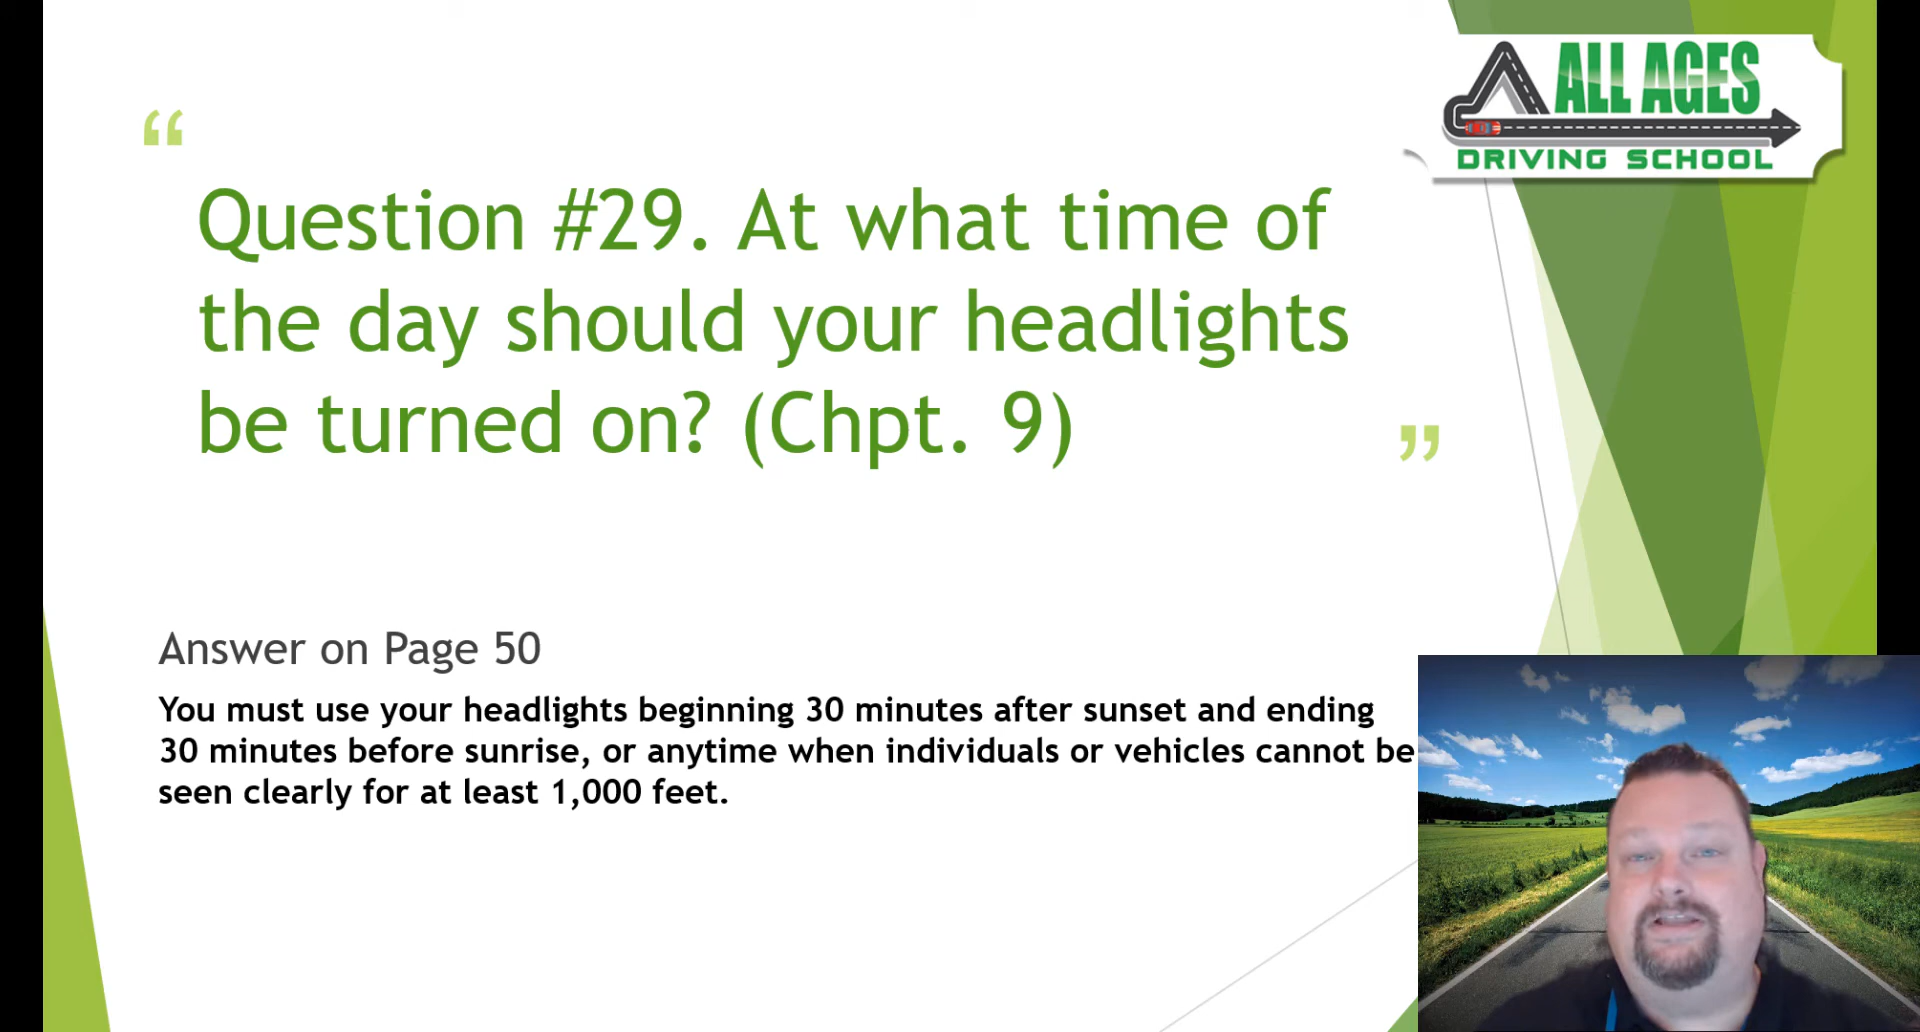 ALL AGES
DRIVING SCHOOL
“
Question #29. At what time of
the day should your headlights
be turned on? (Chpt. 9)
”
Answer on Page 50
You must use your headlights beginning 30 minutes after sunset and ending
30 minutes before sunrise, or anytime when individuals or vehicles cannot be
seen clearly for at least 1,000 feet.